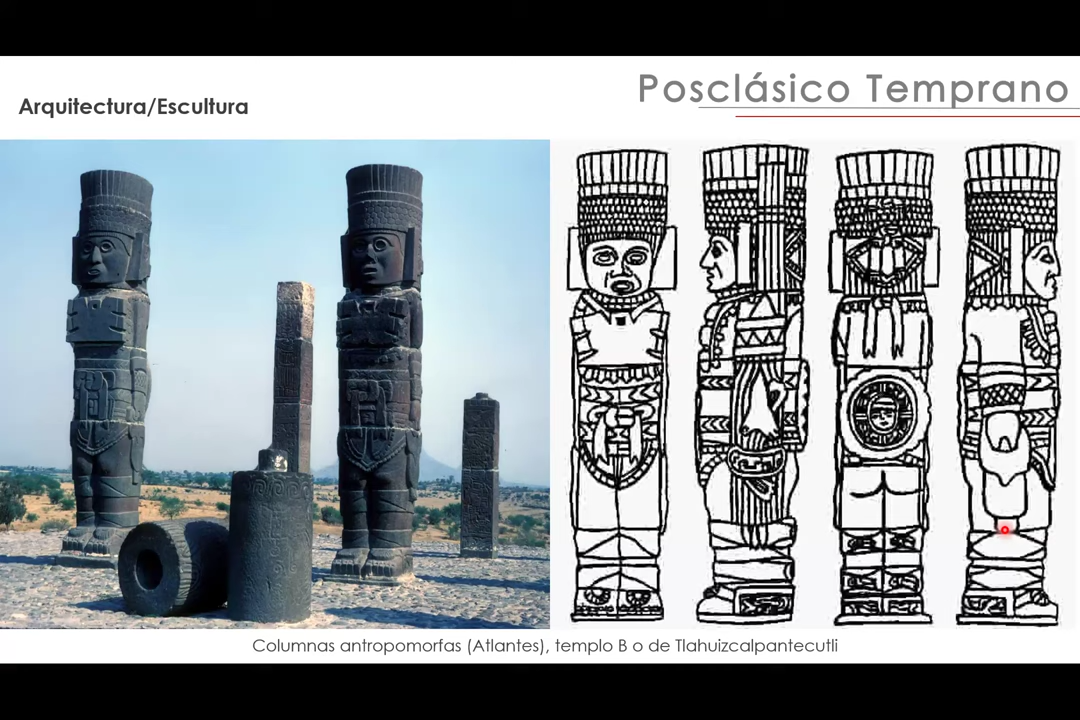 Posclásico Temprano
Arquitectura/Escultura
Columnas antropomorfas (Atlantes), templo B o de Tlahuizcalpantecutli